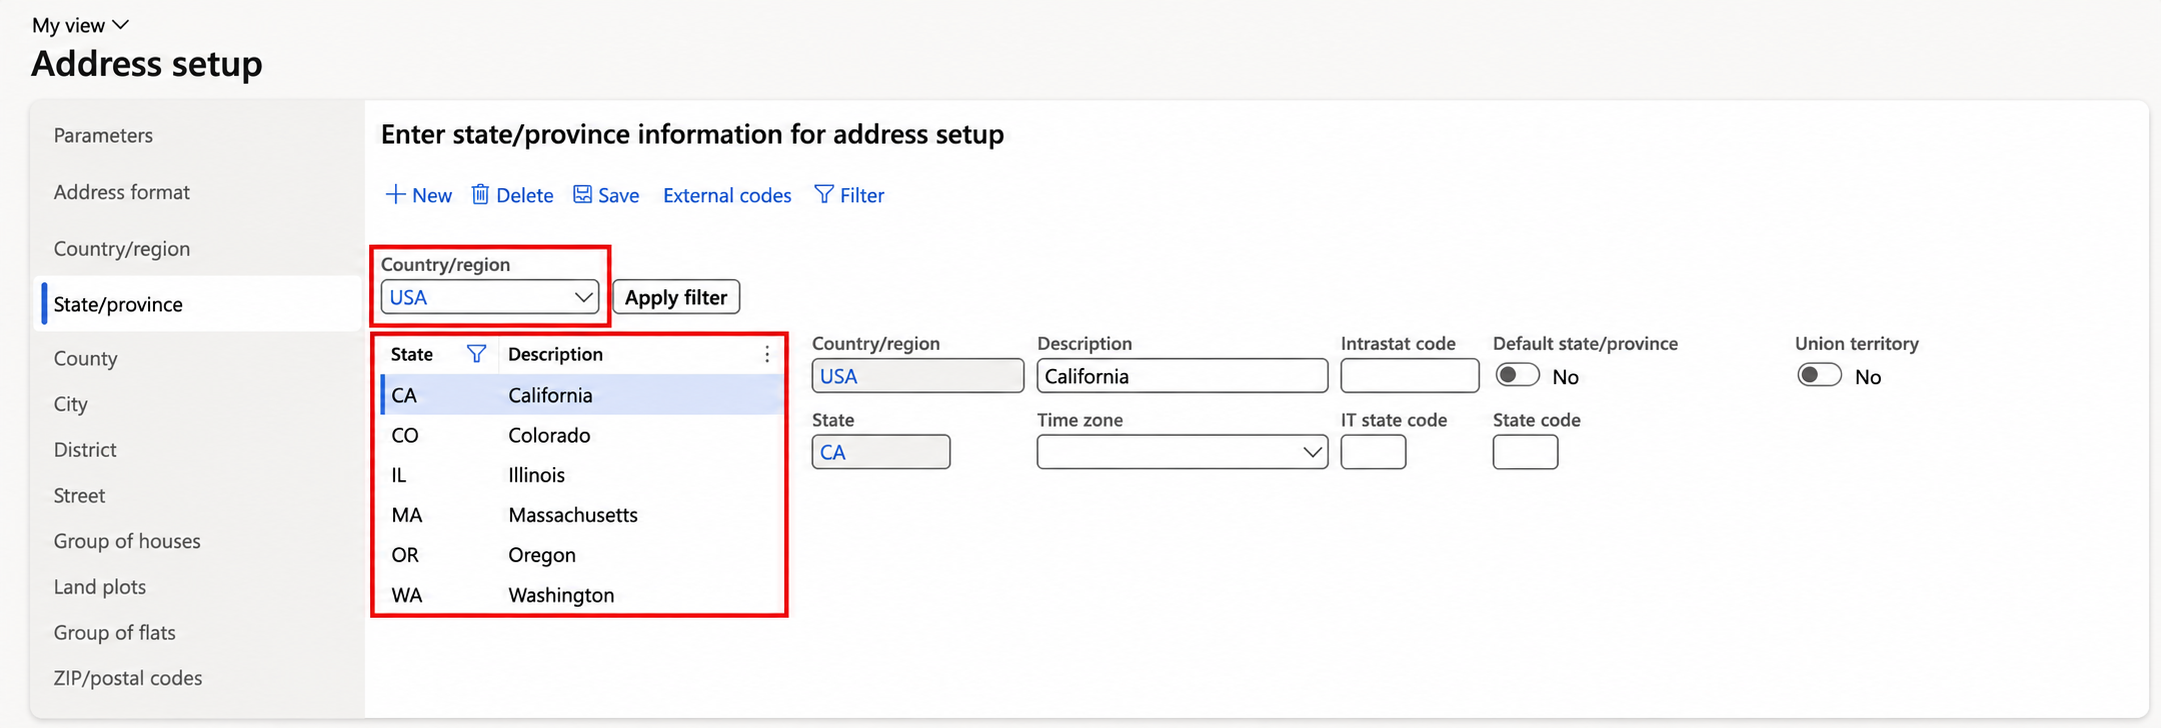 My view
Address setup
Parameters
Address format
Country/region
State/province
County
City
District
Street
Group of houses
Land plots
Group of flats
ZIP/postal codes
Enter state/province information for address setup
New Delete Save External codes Filter
Country/region
USA Apply filter
State Description
CA California
CO Colorado
IL Illinois
MA Massachusetts
OR Oregon
WA Washington
Country/region Description Intrastat code Default state/province Union territory
USA California No No
State Time zone IT state code State code
CA